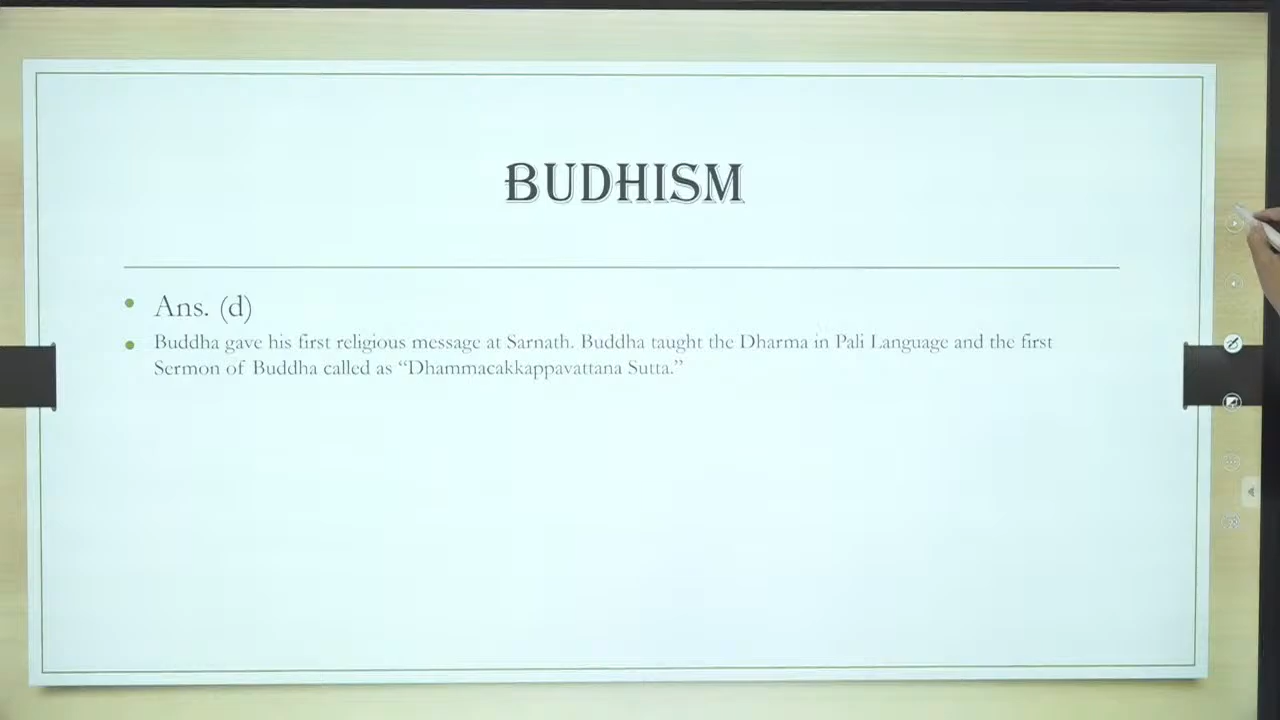 BUDHISM
Ans. (d)
Buddha gave his first religious message at Sarnath. Buddha taught the Dharma in Pali Language and the first
Sermon of Buddha called as “Dhammacakkappavattana Sutta.”